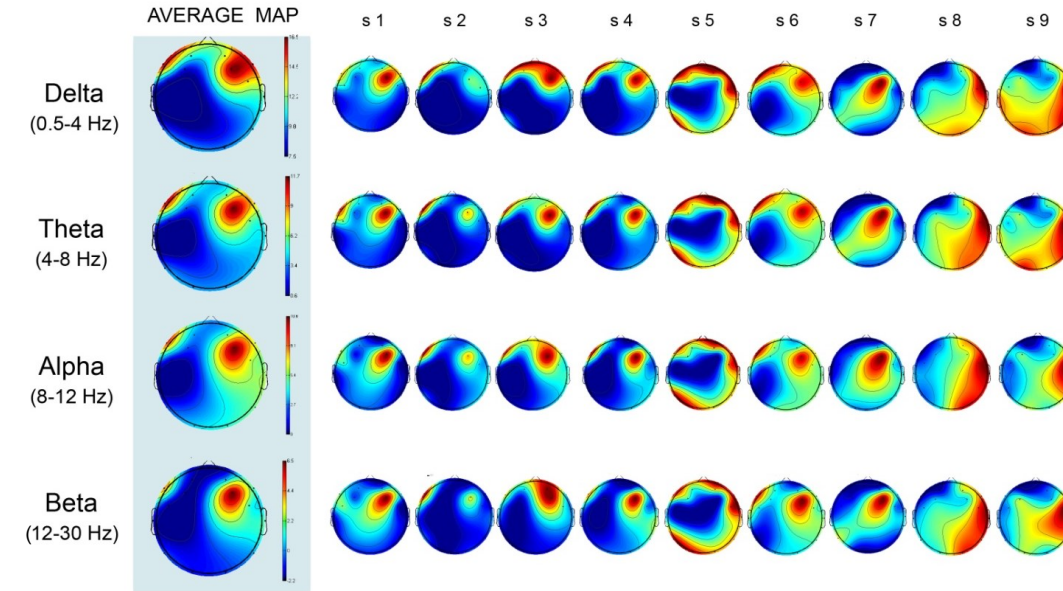 AVERAGE MAP s 1 s 2 s 3 s 4 s 5 s 6 s 7 s 8 s 9
Delta
(0.5-4 Hz)
Theta
(4-8 Hz)
Alpha
(8-12 Hz)
Beta
(12-30 Hz)